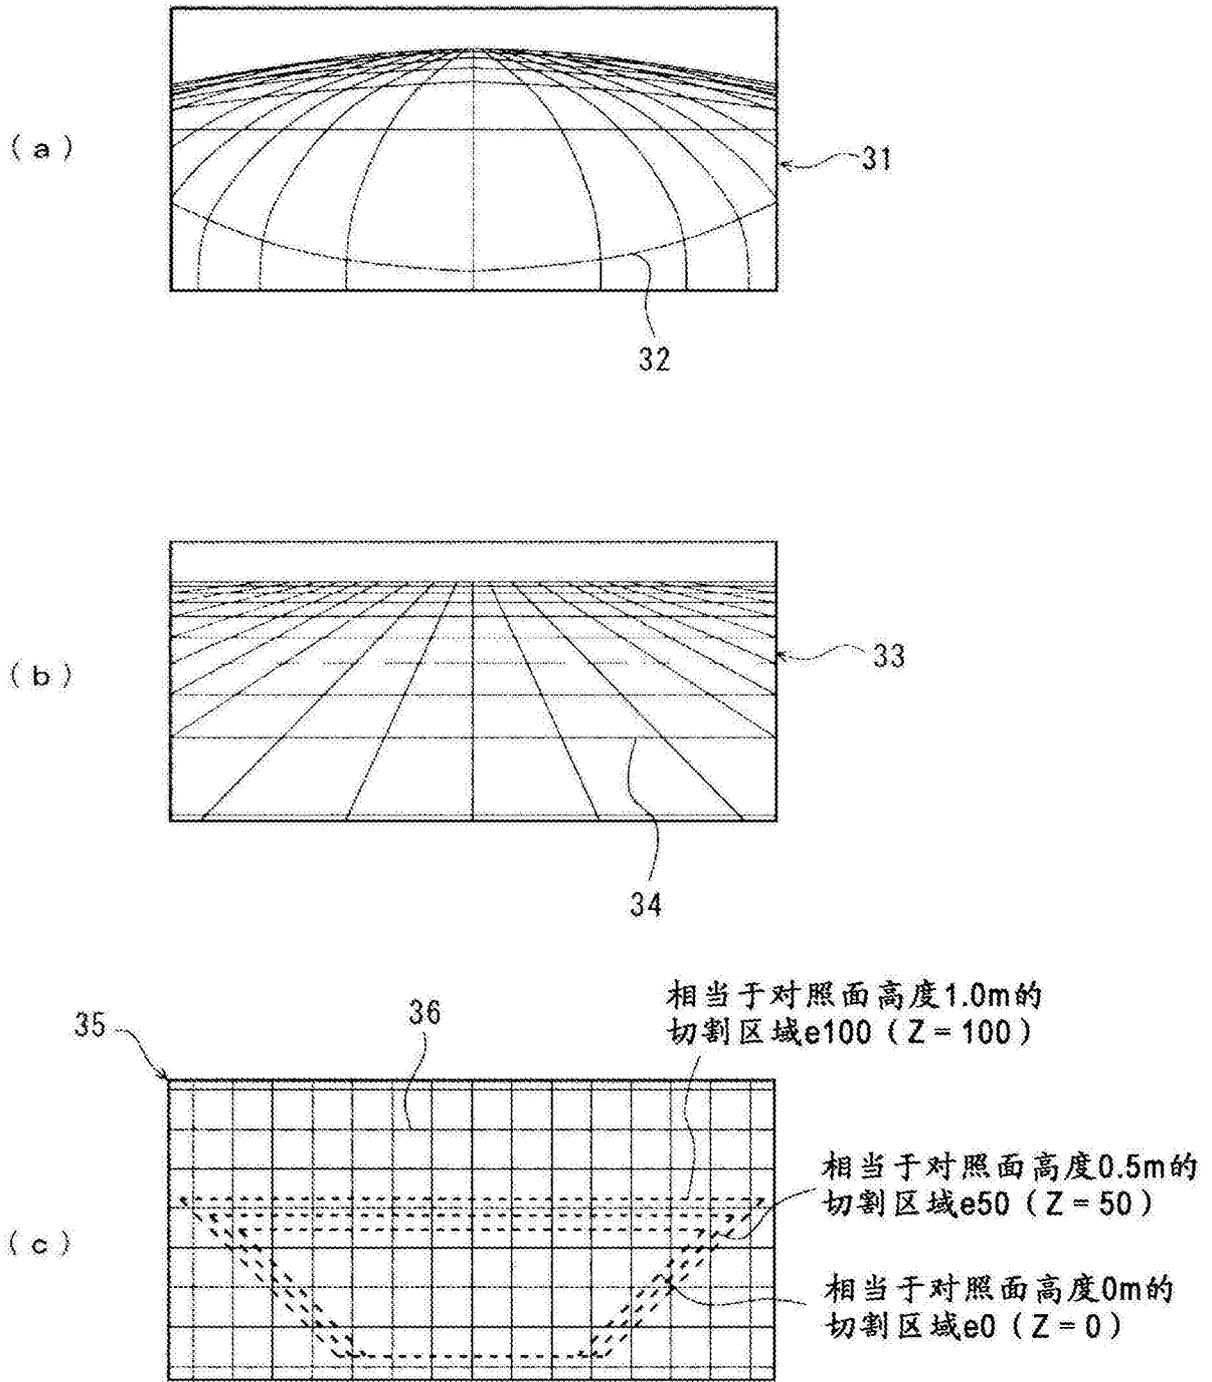 (a)
31
32
(b)
33
34
相当于对照面高度1.0m的
切割区域e100（Z=100）
35
36
相当于对照面高度0.5m的
切割区域e50（Z=50）
(c)
相当于对照面高度0m的
切割区域e0（Z=0）